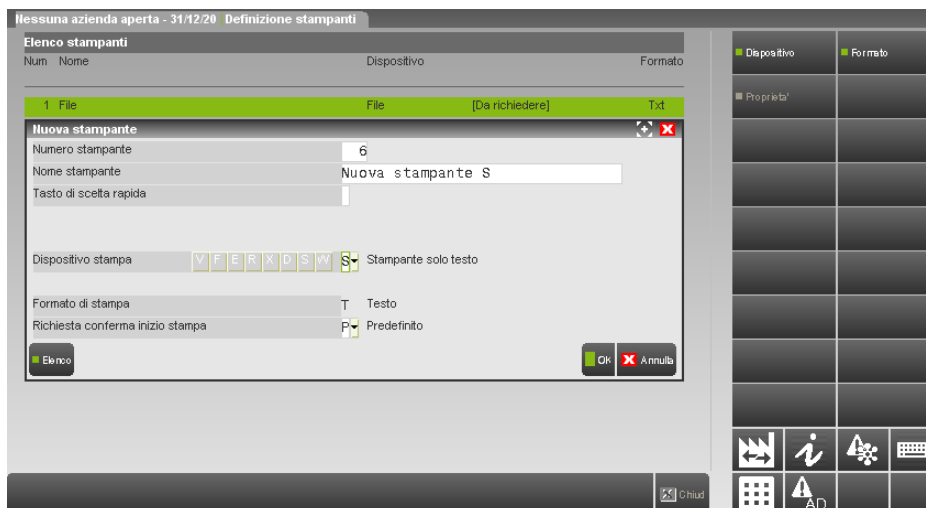 Nessuna azienda aperta - 31/12/20 Definizione stampanti
Elenco stampanti
Num Nome Dispositivo Formato
1 File File [Da richiedere] Txt
Nuova stampante
Numero stampante 6
Nome stampante Nuova stampante S
Tasto di scelta rapida
Dispositivo stampa V F E R X D S W S Stampante solo testo
Formato di stampa T Testo
Richiesta conferma inizio stampa P Predefinito
Elenco Ok Annulla
Chiud
Dispositivo Formato
Proprieta'
i
AD